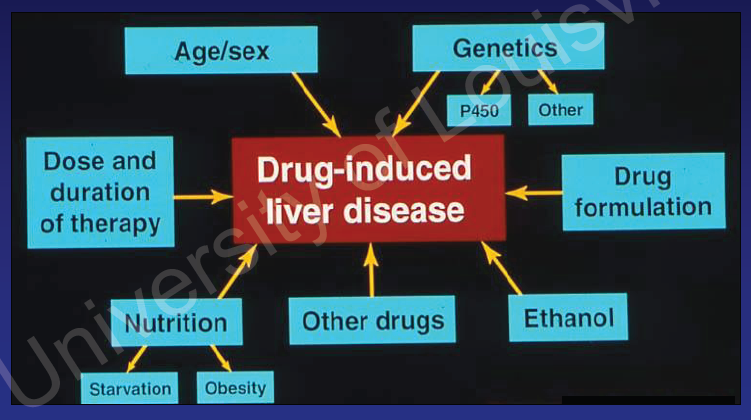 Age/sex
Genetics
P450
Other
Dose and
duration
of therapy
Drug-induced
liver disease
Drug
formulation
Nutrition
Other drugs
Ethanol
Starvation
Obesity
University of Louisv